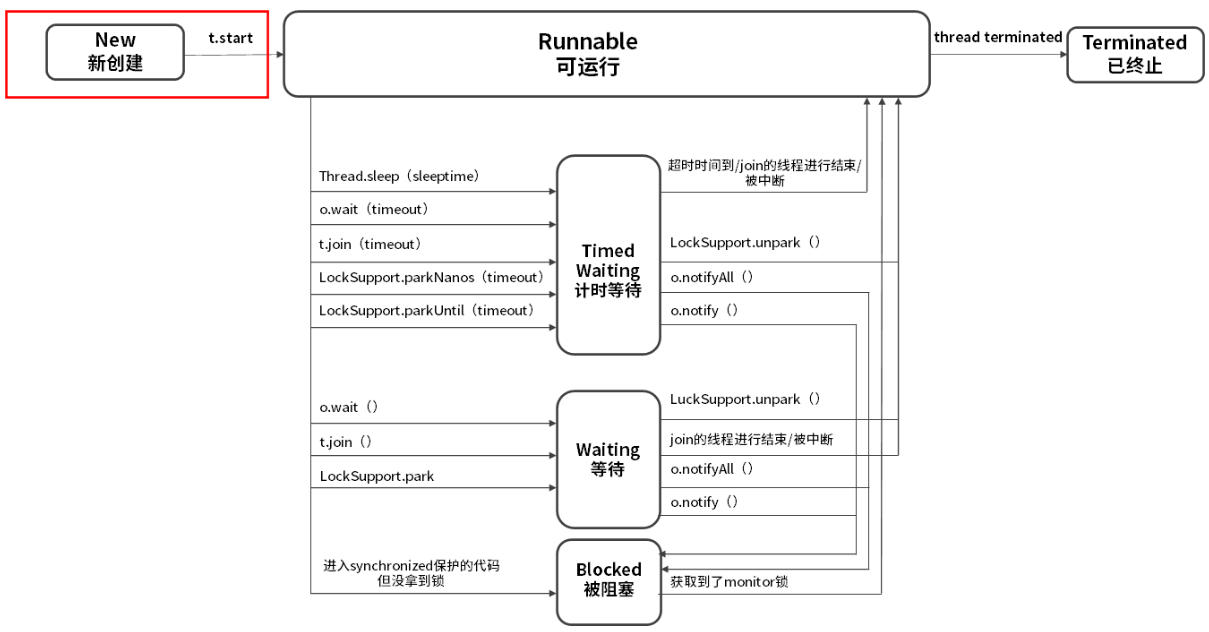 New
新创建
t.start
Runnable
可运行
thread terminated
Terminated
已终止
Thread.sleep（sleeptime）
o.wait（timeout）
t.join（timeout）
LockSupport.parkNanos（timeout）
LockSupport.parkUntil（timeout）
Timed
Waiting
计时等待
超时时间到/join的线程进行结束/
被中断
LockSupport.unpark（）
o.notifyAll（）
o.notify（）
o.wait（）
t.join（）
LockSupport.park
Waiting
等待
LuckSupport.unpark（）
join的线程进行结束/被中断
o.notifyAll（）
o.notify（）
进入synchronized保护的代码
但没拿到锁
Blocked
被阻塞
获取到了monitor锁